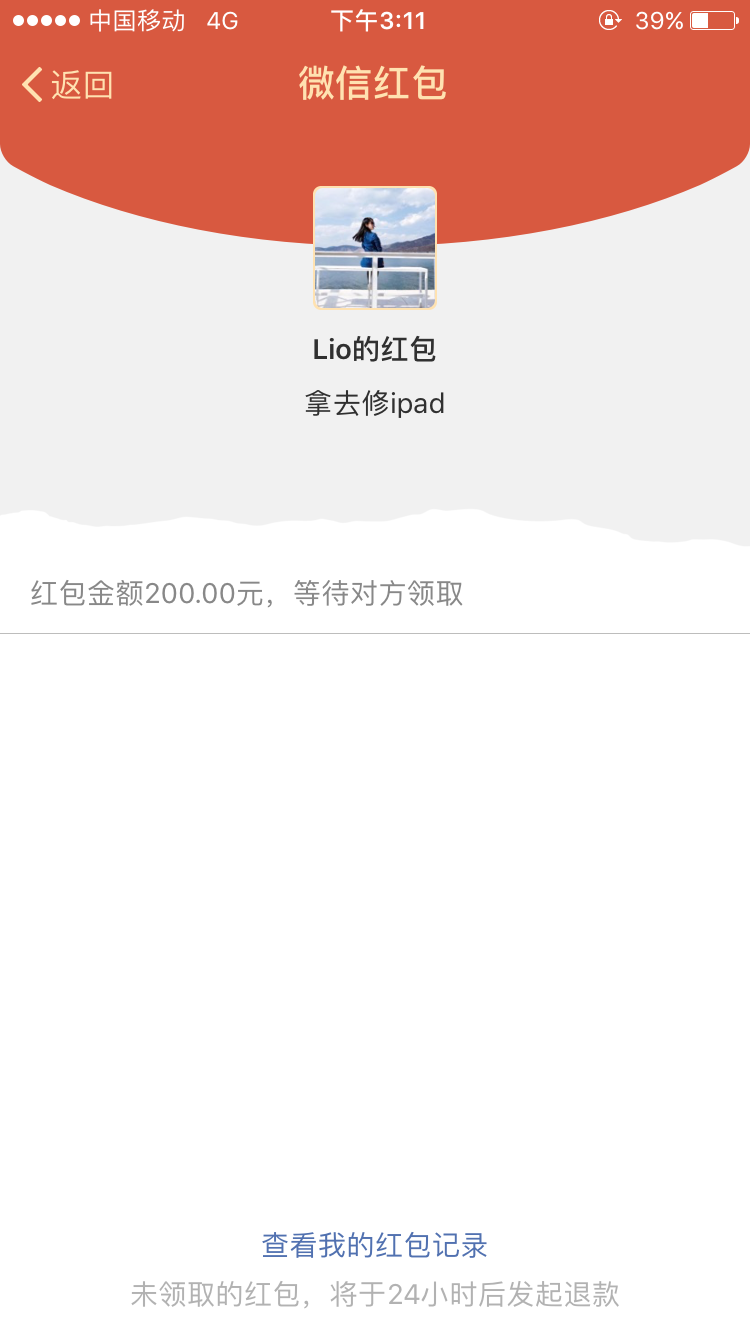 中国移动 4G 下午3:11 39%
返回 微信红包
Lio的红包
拿去修ipad
红包金额200.00元，等待对方领取
查看我的红包记录
未领取的红包，将于24小时后发起退款